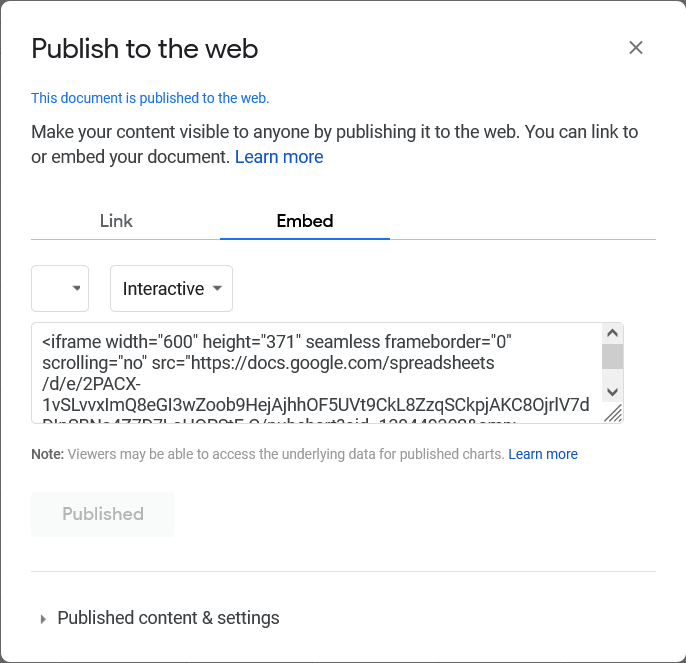 Publish to the web
This document is published to the web.
Make your content visible to anyone by publishing it to the web. You can link to
or embed your document. Learn more
Link
Embed
Interactive
<iframe width="600" height="371" seamless frameborder="0"
scrolling="no" src="https://docs.google.com/spreadsheets
/d/e/2PACX-
1vSLvvxImQ8eGI3wZoob9HejAjhhOF5UVt9CkL8ZzqSCkpjAKC8OjrlV7d
Note: Viewers may be able to access the underlying data for published charts. Learn more
Published
Published content & settings